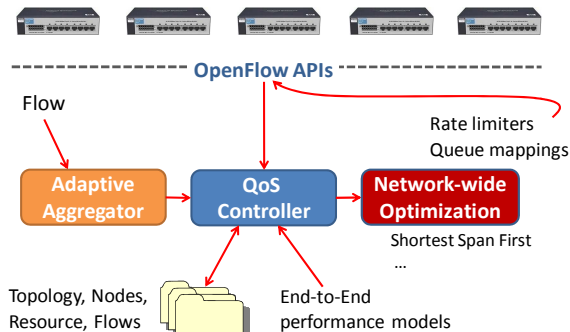 OpenFlow APIs
Flow
Rate limiters
Queue mappings
Adaptive
Aggregator
QoS
Controller
Network-wide
Optimization
Shortest Span First
...
Topology, Nodes,
Resource, Flows
End-to-End
performance models